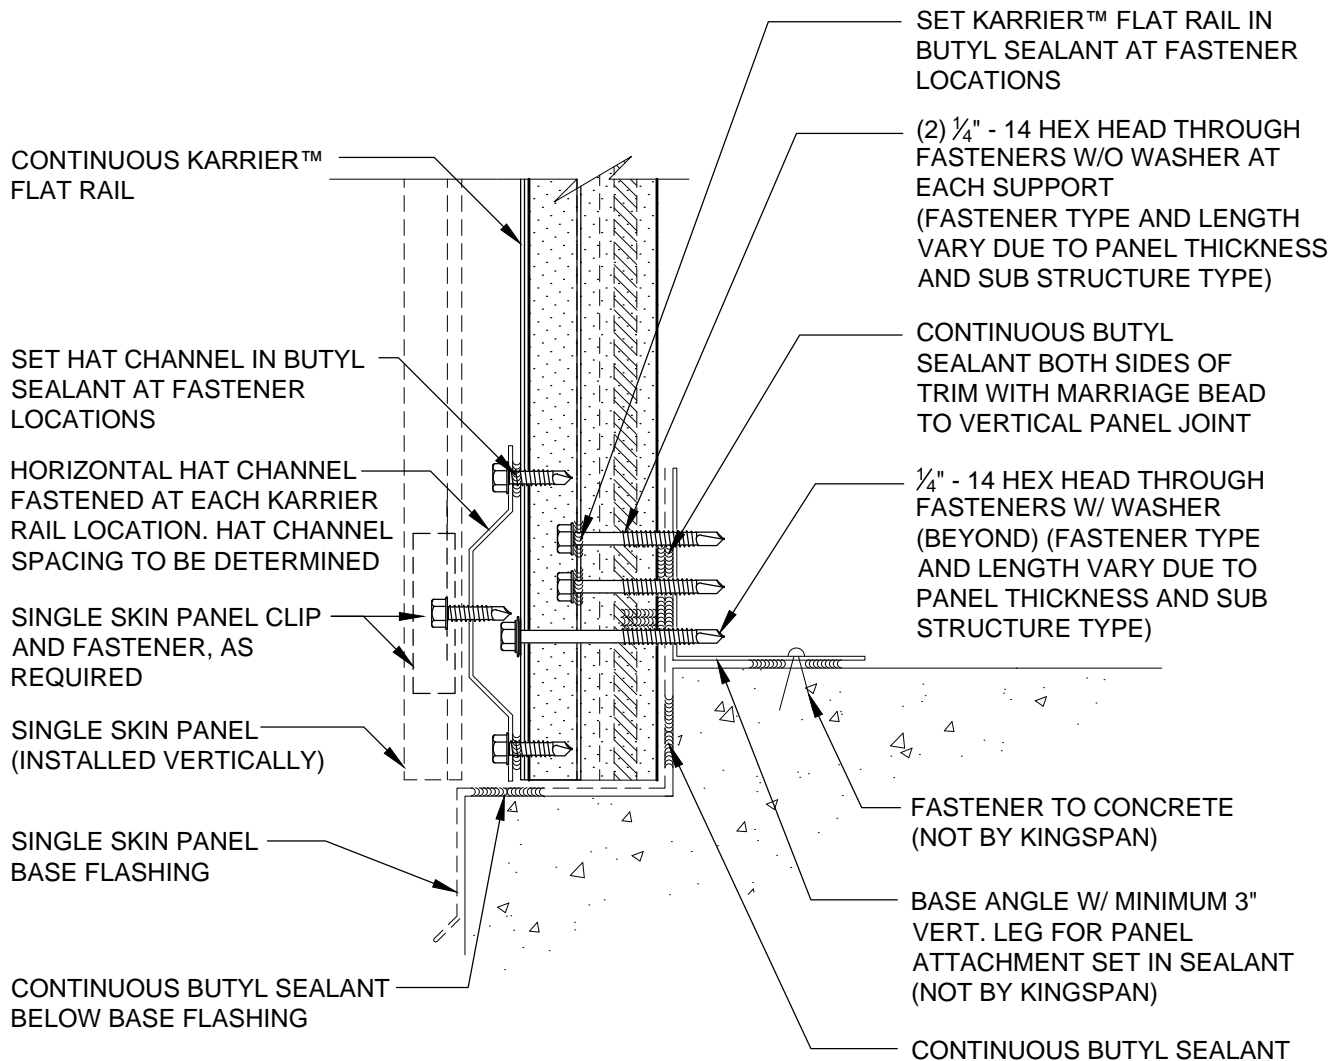 SET KARRIER™ FLAT RAIL IN
BUTYL SEALANT AT FASTENER
LOCATIONS
(2) ¼" - 14 HEX HEAD THROUGH
FASTENERS W/O WASHER AT
EACH SUPPORT
(FASTENER TYPE AND LENGTH
VARY DUE TO PANEL THICKNESS
AND SUB STRUCTURE TYPE)
CONTINUOUS KARRIER™
FLAT RAIL
CONTINUOUS BUTYL
SEALANT BOTH SIDES OF
TRIM WITH MARRIAGE BEAD
TO VERTICAL PANEL JOINT
SET HAT CHANNEL IN BUTYL
SEALANT AT FASTENER
LOCATIONS
HORIZONTAL HAT CHANNEL
FASTENED AT EACH KARRIER
RAIL LOCATION. HAT CHANNEL
SPACING TO BE DETERMINED
¼" - 14 HEX HEAD THROUGH
FASTENERS W/ WASHER
(BEYOND) (FASTENER TYPE
AND LENGTH VARY DUE TO
PANEL THICKNESS AND SUB
STRUCTURE TYPE)
SINGLE SKIN PANEL CLIP
AND FASTENER, AS
REQUIRED
SINGLE SKIN PANEL
(INSTALLED VERTICALLY)
1
FASTENER TO CONCRETE
(NOT BY KINGSPAN)
SINGLE SKIN PANEL
BASE FLASHING
BASE ANGLE W/ MINIMUM 3"
VERT. LEG FOR PANEL
ATTACHMENT SET IN SEALANT
(NOT BY KINGSPAN)
CONTINUOUS BUTYL SEALANT
BELOW BASE FLASHING
CONTINUOUS BUTYL SEALANT